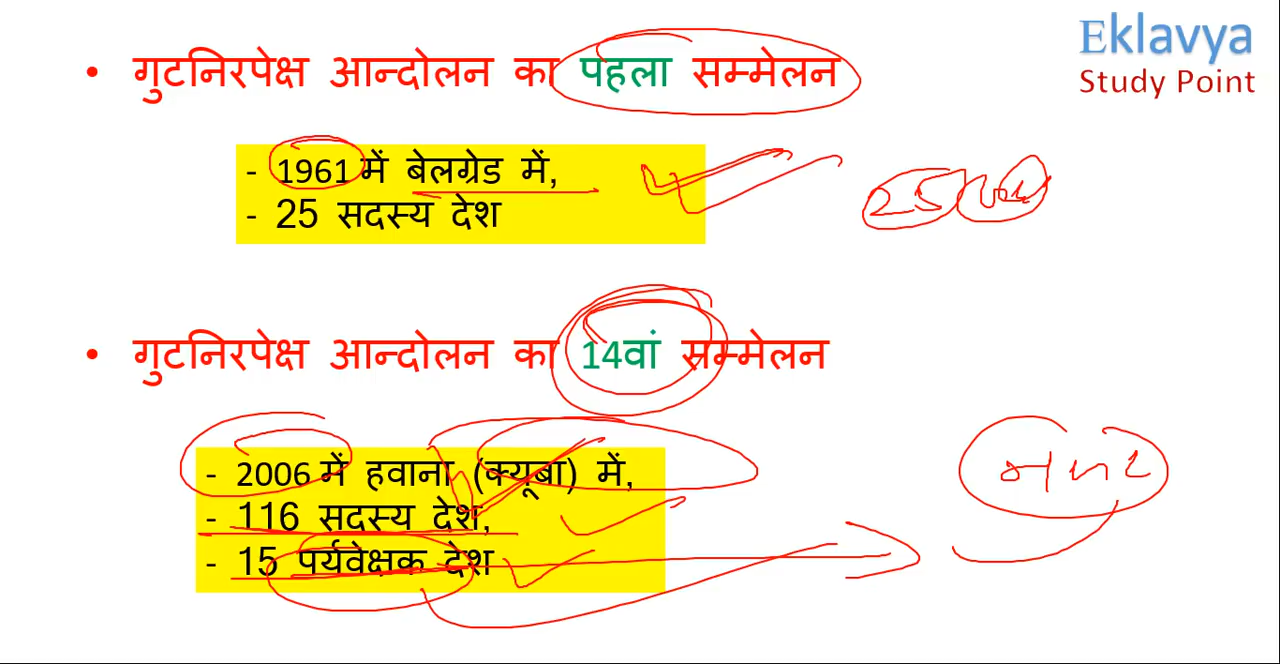 Eklavya
Study Point
• गुटनिरपेक्ष आन्दोलन का पहला सम्मेलन
- 1961 में बेलग्रेड में,
- 25 सदस्य देश
25
• गुटनिरपेक्ष आन्दोलन का 14वां सम्मेलन
- 2006 में हवाना (क्यूबा) में,
- 116 सदस्य देश,
- 15 पर्यवेक्षक देश